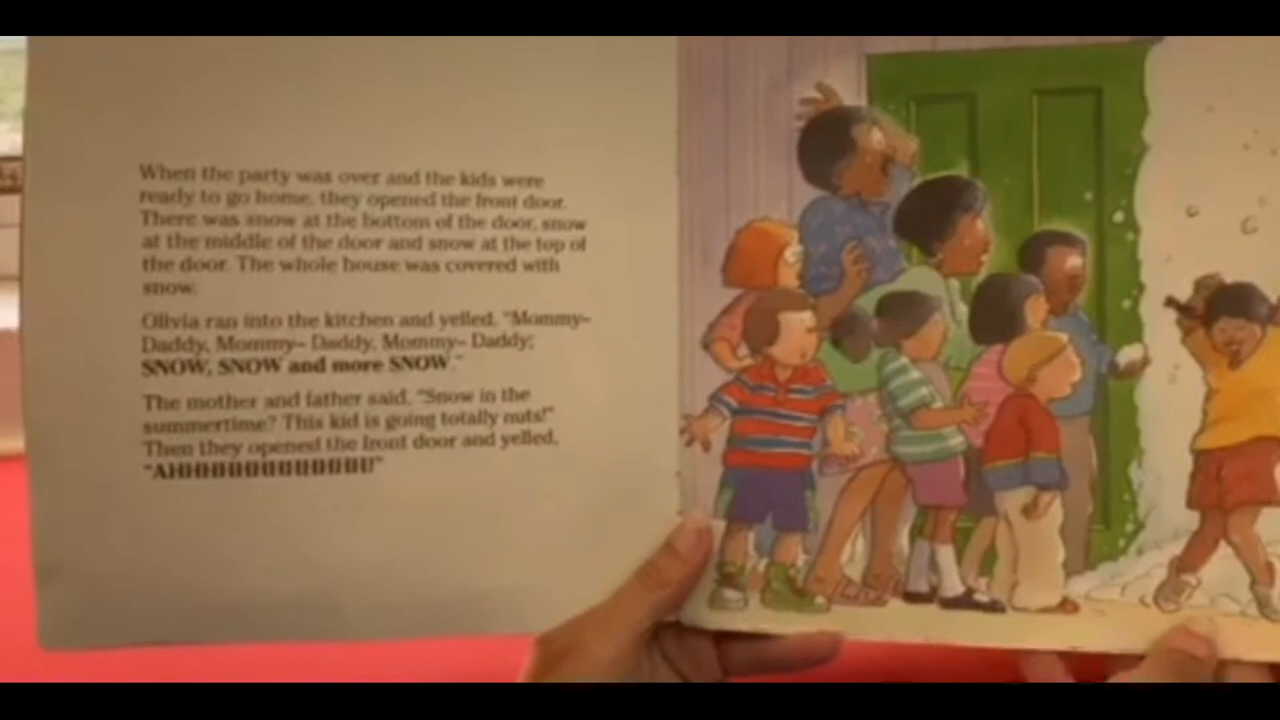 When the party was over and the kids were
ready to go home, they opened the front door.
There was snow at the bottom of the door, snow
at the middle of the door and snow at the top of
the door. The whole house was covered with
snow.
Olivia ran into the kitchen and yelled, "Mommy–
Daddy, Mommy– Daddy, Mommy– Daddy;
SNOW, SNOW and more SNOW."
The mother and father said, "Snow in the
summertime? This kid is going totally nuts!"
Then they opened the front door and yelled,
"AHHHHHHHHHHHH!"